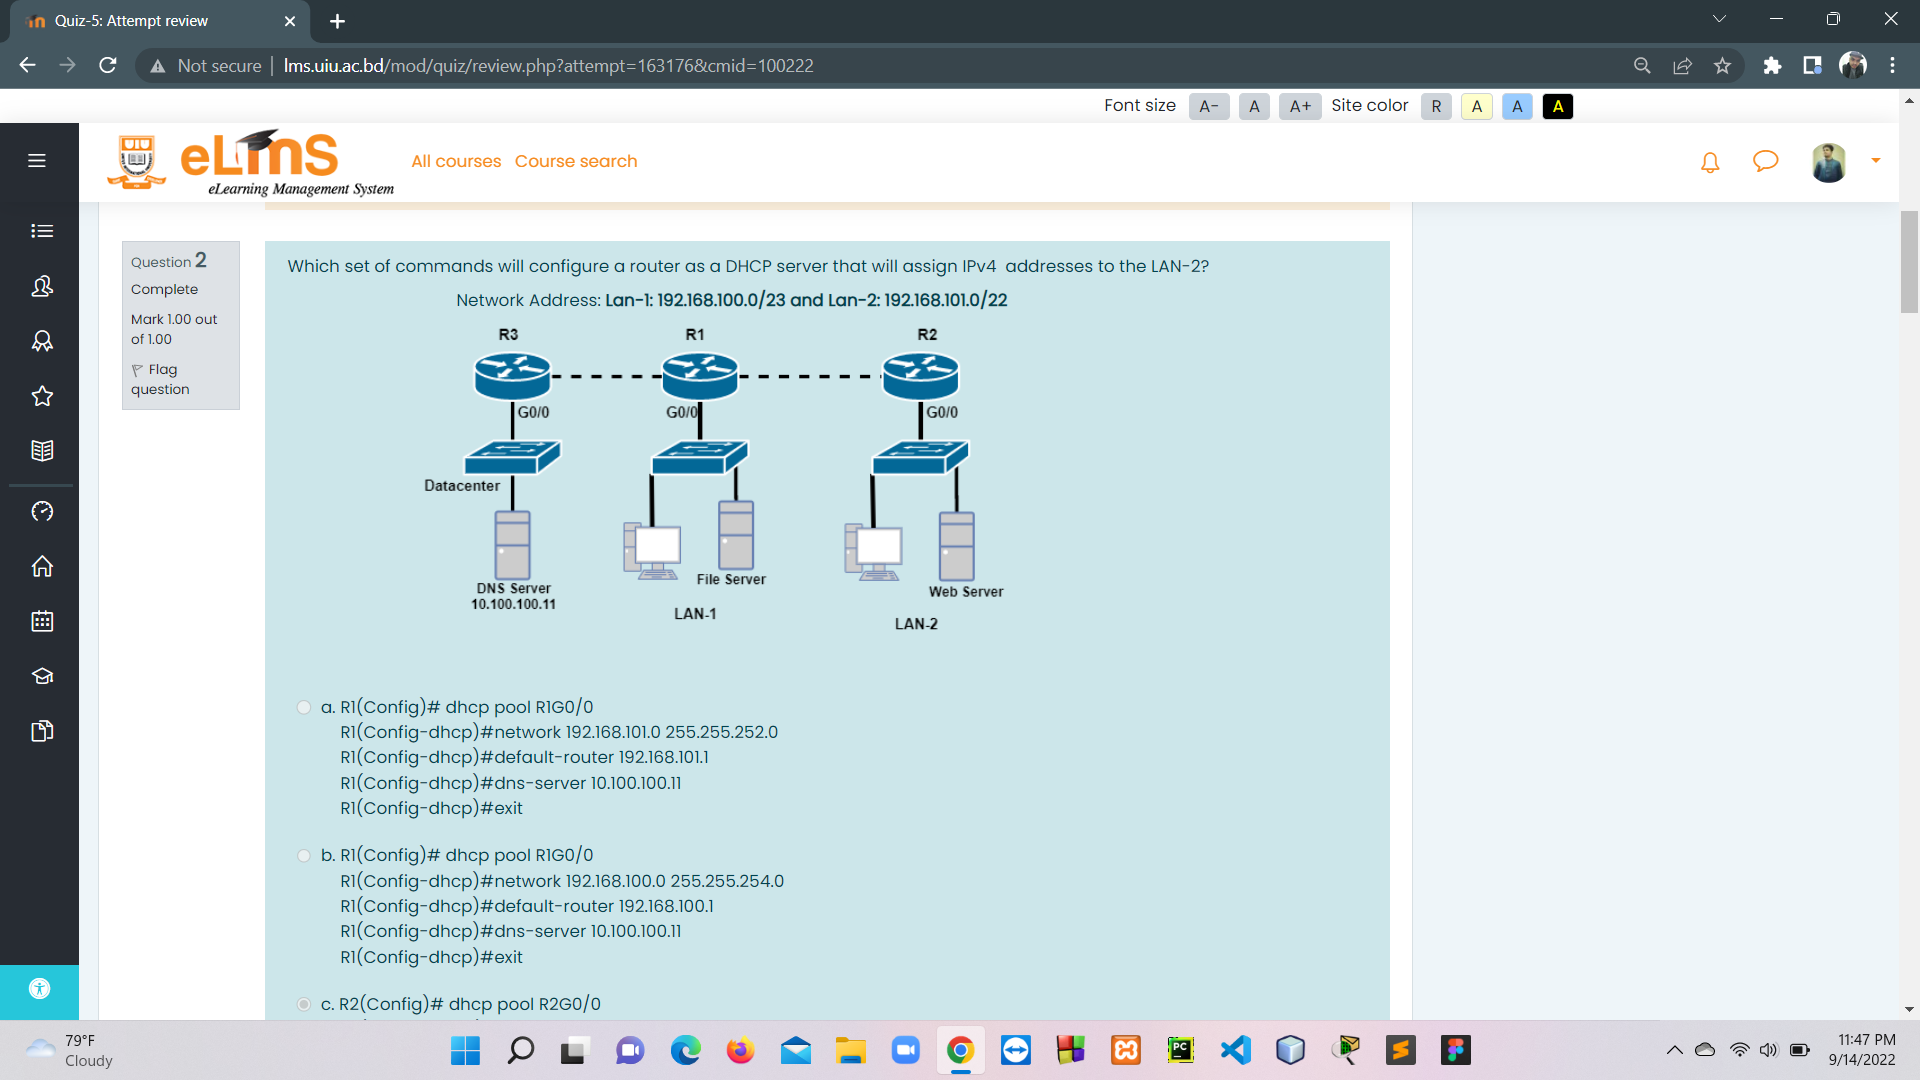 Quiz-5: Attempt review
Not secure | lms.uiu.ac.bd/mod/quiz/review.php?attempt=163176&cmid=100222
Font size A- A A+ Site color R A A A
UIU
eLmS
eLearning Management System
All courses Course search
Question 2
Complete
Mark 1.00 out
of 1.00
Flag
question
Which set of commands will configure a router as a DHCP server that will assign IPv4 addresses to the LAN-2?
Network Address: Lan-1: 192.168.100.0/23 and Lan-2: 192.168.101.0/22
R3 R1 R2
G0/0 G0/0 G0/0
Datacenter
DNS Server
10.100.100.11
File Server
LAN-1
Web Server
LAN-2
a. R1(Config)# dhcp pool R1G0/0
R1(Config-dhcp)#network 192.168.101.0 255.255.252.0
R1(Config-dhcp)#default-router 192.168.101.1
R1(Config-dhcp)#dns-server 10.100.100.11
R1(Config-dhcp)#exit
b. R1(Config)# dhcp pool R1G0/0
R1(Config-dhcp)#network 192.168.100.0 255.255.254.0
R1(Config-dhcp)#default-router 192.168.100.1
R1(Config-dhcp)#dns-server 10.100.100.11
R1(Config-dhcp)#exit
c. R2(Config)# dhcp pool R2G0/0
79°F
Cloudy
PC
11:47 PM
9/14/2022